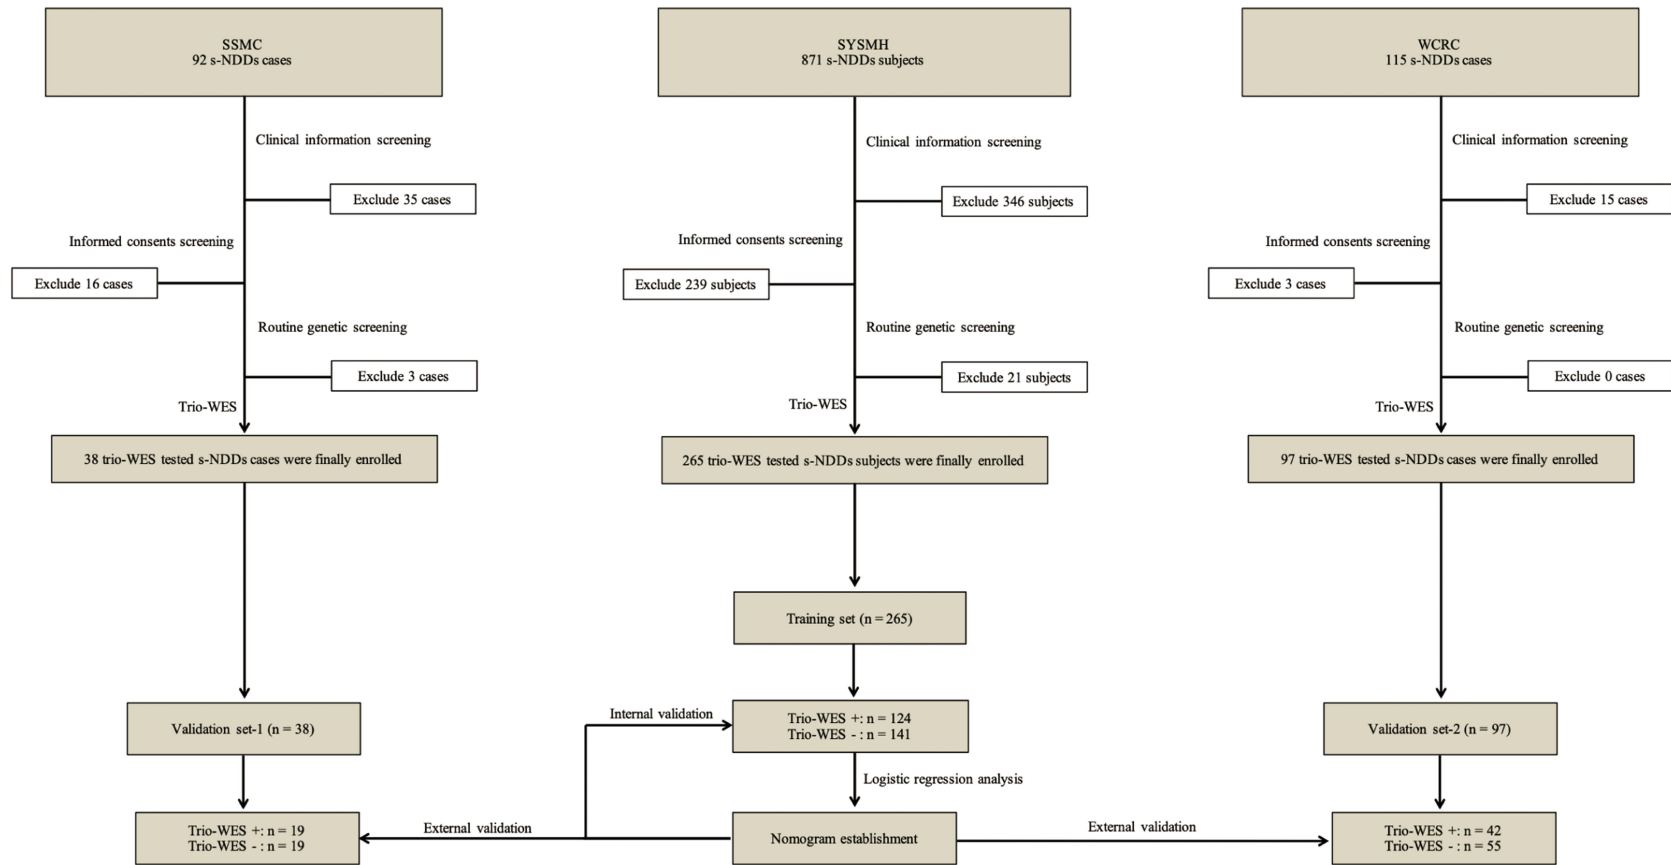 SSMC
92 s-NDDs cases
SYSMH
871 s-NDDs subjects
WCRC
115 s-NDDs cases
Clinical information screening
Clinical information screening
Clinical information screening
Exclude 35 cases
Exclude 346 subjects
Exclude 15 cases
Informed consents screening
Informed consents screening
Informed consents screening
Exclude 16 cases
Exclude 239 subjects
Exclude 3 cases
Routine genetic screening
Routine genetic screening
Routine genetic screening
Exclude 3 cases
Exclude 21 subjects
Exclude 0 cases
Trio-WES
Trio-WES
Trio-WES
38 trio-WES tested s-NDDs cases were finally enrolled
265 trio-WES tested s-NDDs subjects were finally enrolled
97 trio-WES tested s-NDDs cases were finally enrolled
Training set (n = 265)
Validation set-1 (n = 38)
Internal validation
Trio-WES +: n = 124
Trio-WES - : n = 141
Validation set-2 (n = 97)
Logistic regression analysis
Trio-WES +: n = 19
Trio-WES - : n = 19
External validation
Nomogram establishment
External validation
Trio-WES +: n = 42
Trio-WES - : n = 55